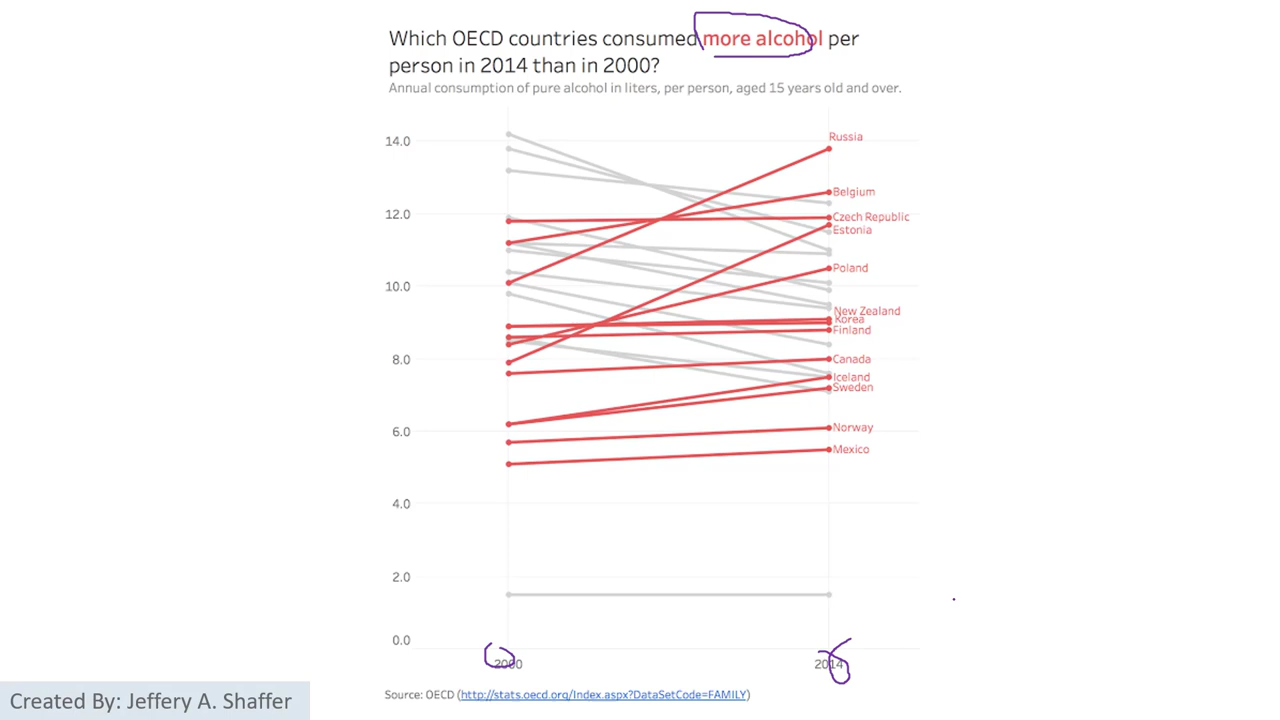 Which OECD countries consumed more alcohol per
person in 2014 than in 2000?
Annual consumption of pure alcohol in liters, per person, aged 15 years old and over.
14.0
12.0
10.0
8.0
6.0
4.0
2.0
0.0
Russia
Belgium
Czech Republic
Estonia
Poland
New Zealand
Korea
Finland
Canada
Iceland
Sweden
Norway
Mexico
2000
2014
Source: OECD (http://stats.oecd.org/Index.aspx?DataSetCode=FAMILY)
Created By: Jeffery A. Shaffer